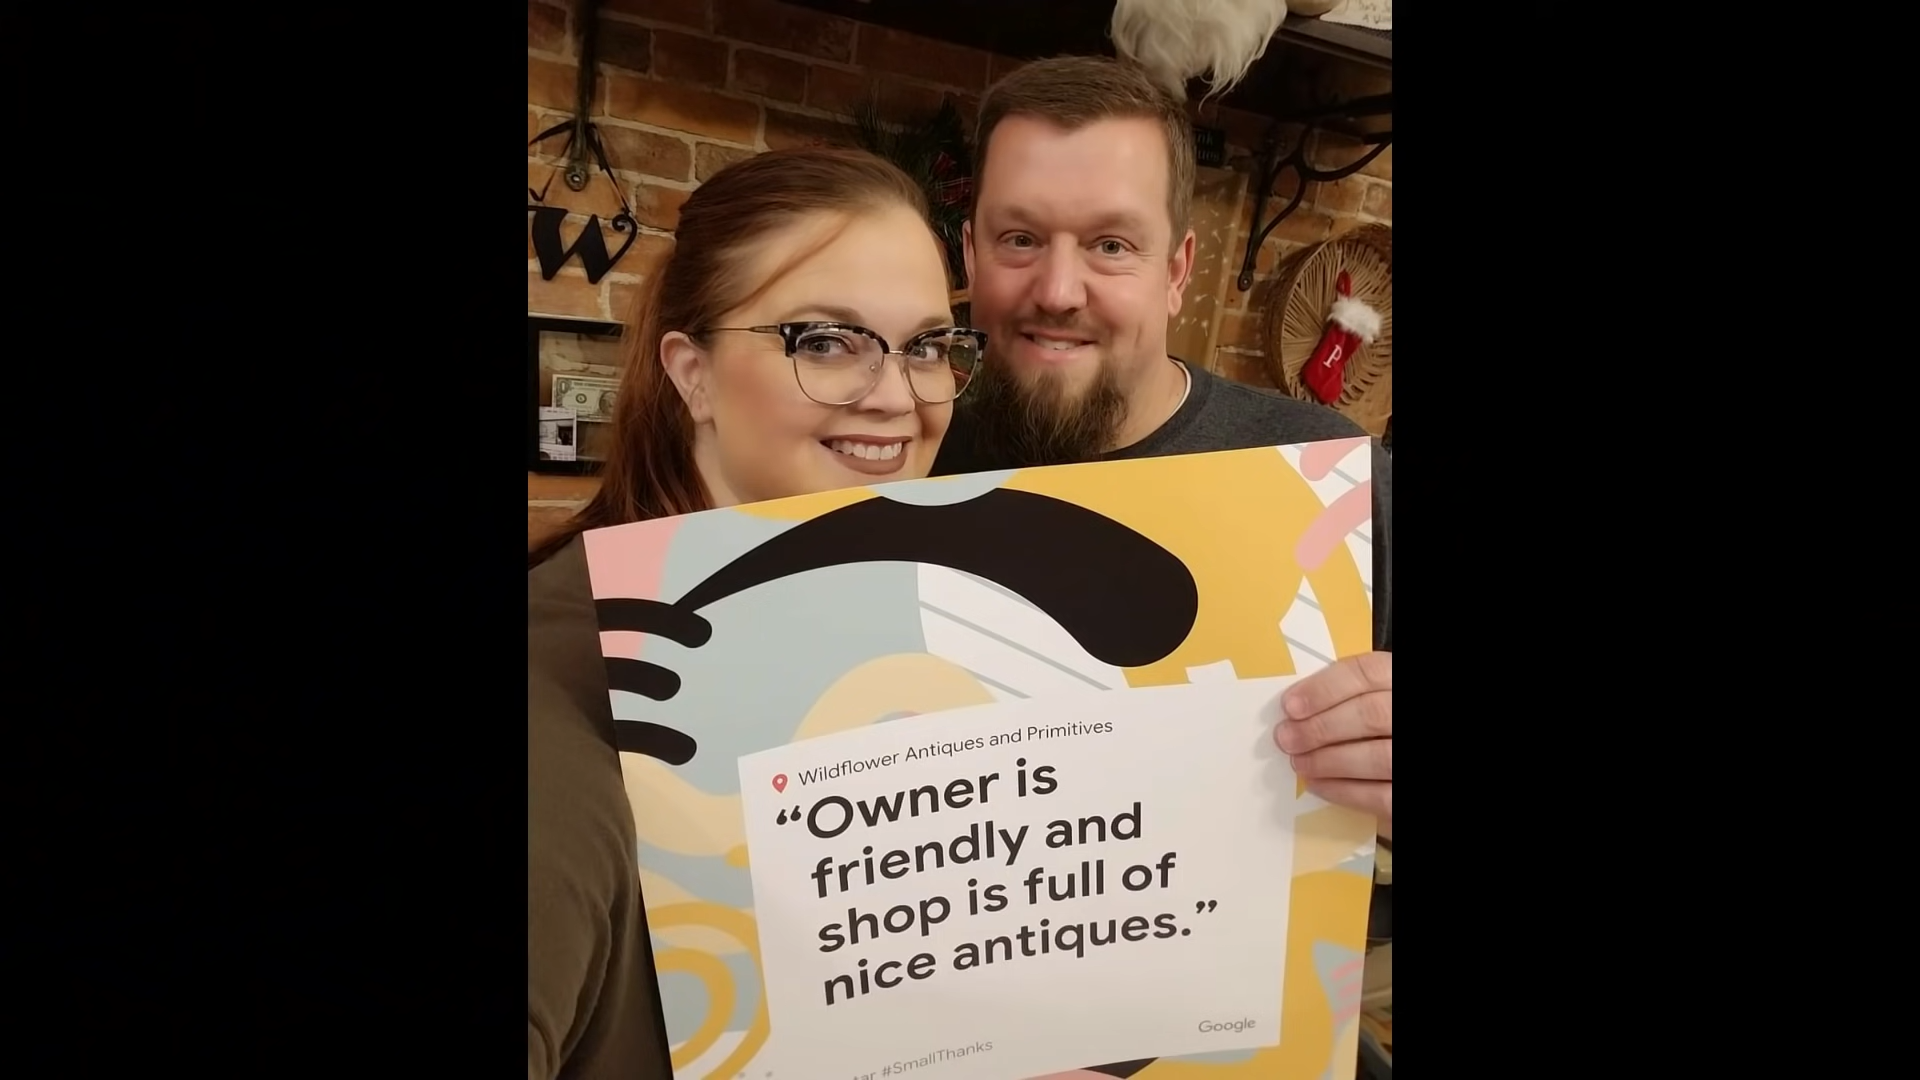 W
P
Wildflower Antiques and Primitives
“Owner is
friendly and
shop is full of
nice antiques.”
Google
#SmallThanks